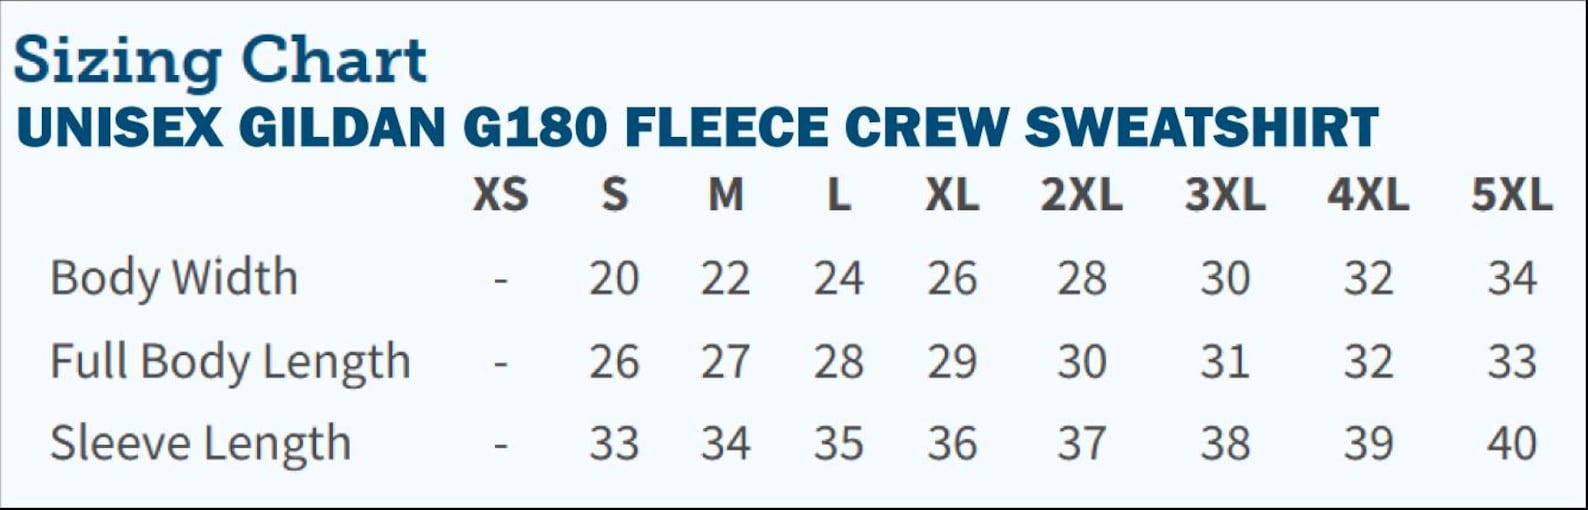 Sizing Chart
UNISEX GILDAN G180 FLEECE CREW SWEATSHIRT
XS S M L XL 2XL 3XL 4XL 5XL
Body Width - 20 22 24 26 28 30 32 34
Full Body Length - 26 27 28 29 30 31 32 33
Sleeve Length - 33 34 35 36 37 38 39 40